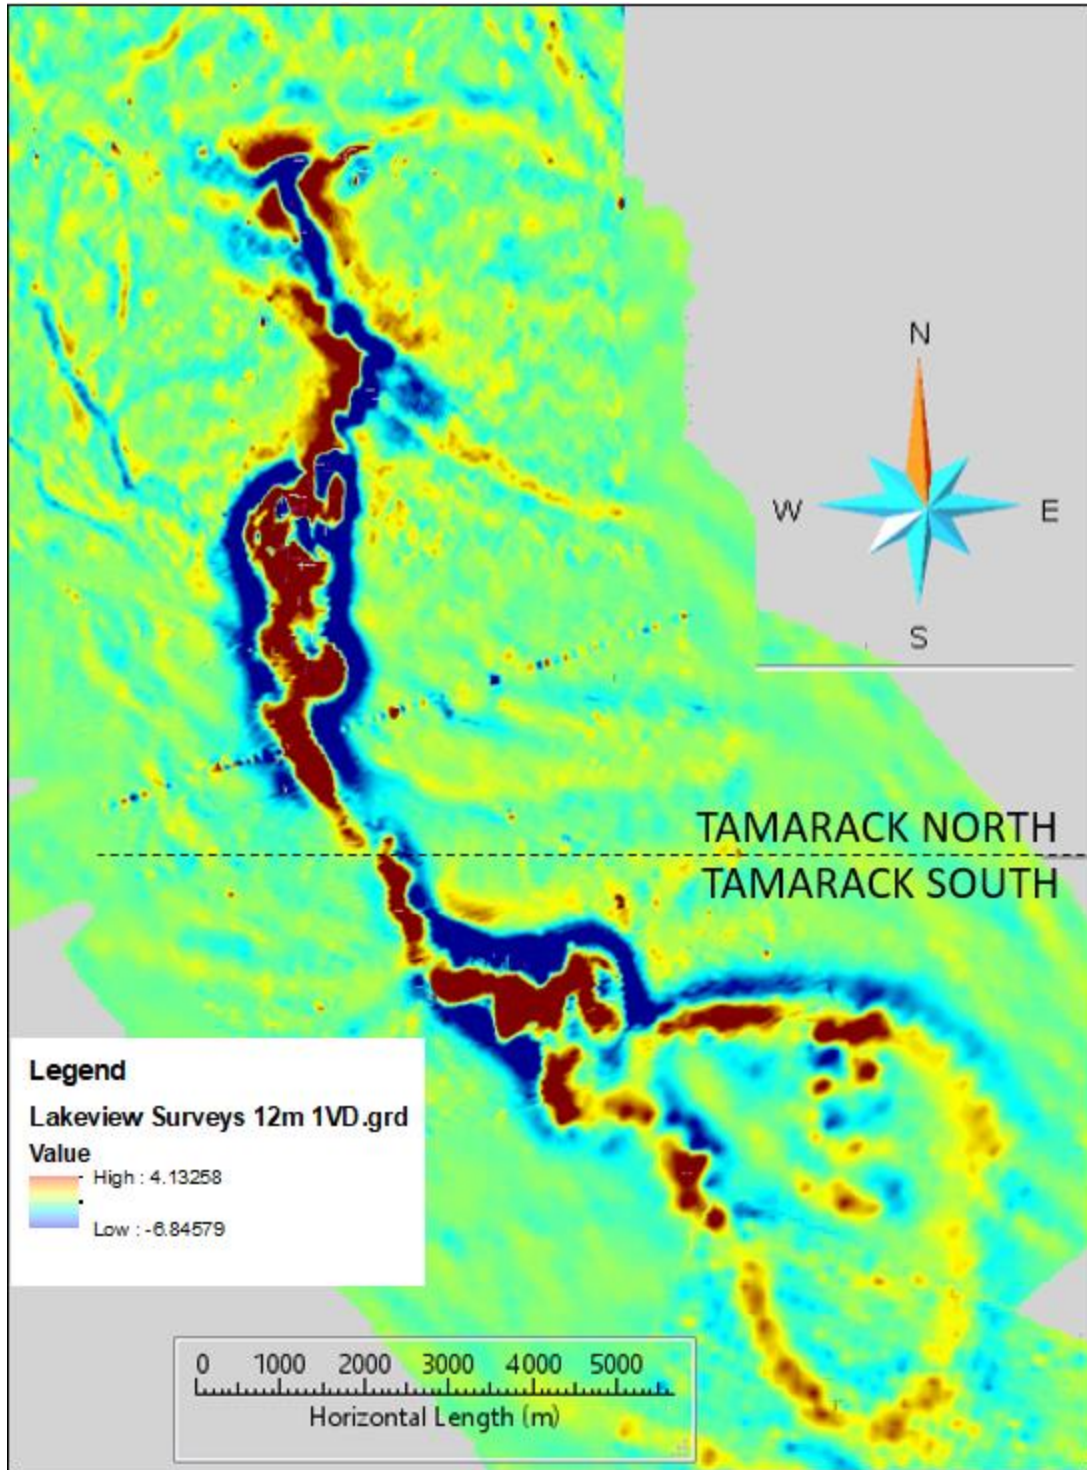 N
W E
S
TAMARACK NORTH
TAMARACK SOUTH
Legend
Lakeview Surveys 12m 1VD.grd
Value
High : 4.13258
Low : -6.84579
0 1000 2000 3000 4000 5000
Horizontal Length (m)